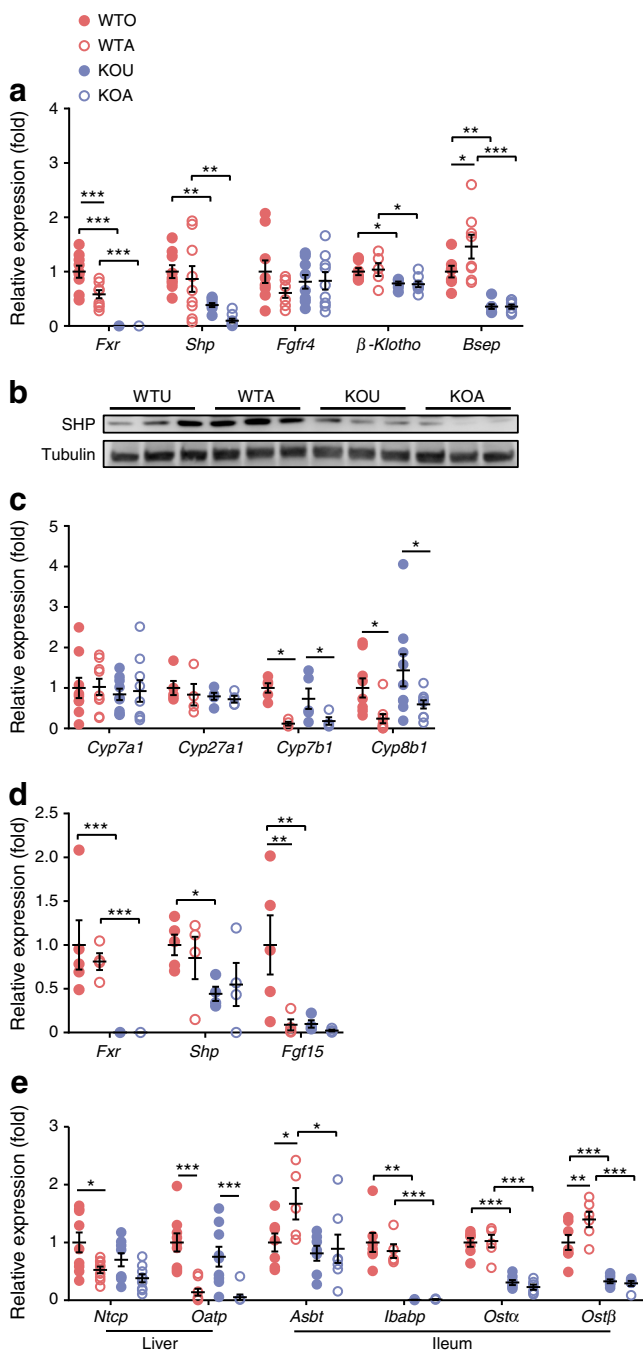 WTO
WTA
KOU
KOA
a
Relative expression (fold)
4
3
2
1
0
***
***
***
**
**
*
*
**
*
***
Fxr
Shp
Fgfr4
β-Klotho
Bsep
b
WTU
WTA
KOU
KOA
SHP
Tubulin
c
Relative expression (fold)
5
4
3
2
1
0
*
*
*
*
Cyp7a1
Cyp27a1
Cyp7b1
Cyp8b1
d
Relative expression (fold)
2.5
2.0
1.5
1.0
0.5
0
***
***
*
**
**
Fxr
Shp
Fgf15
e
Relative expression (fold)
3
2
1
0
*
***
***
*
*
**
***
***
***
***
**
***
Ntcp
Oatp
Asbt
Ibabp
Ostα
Ostβ
Liver
Ileum